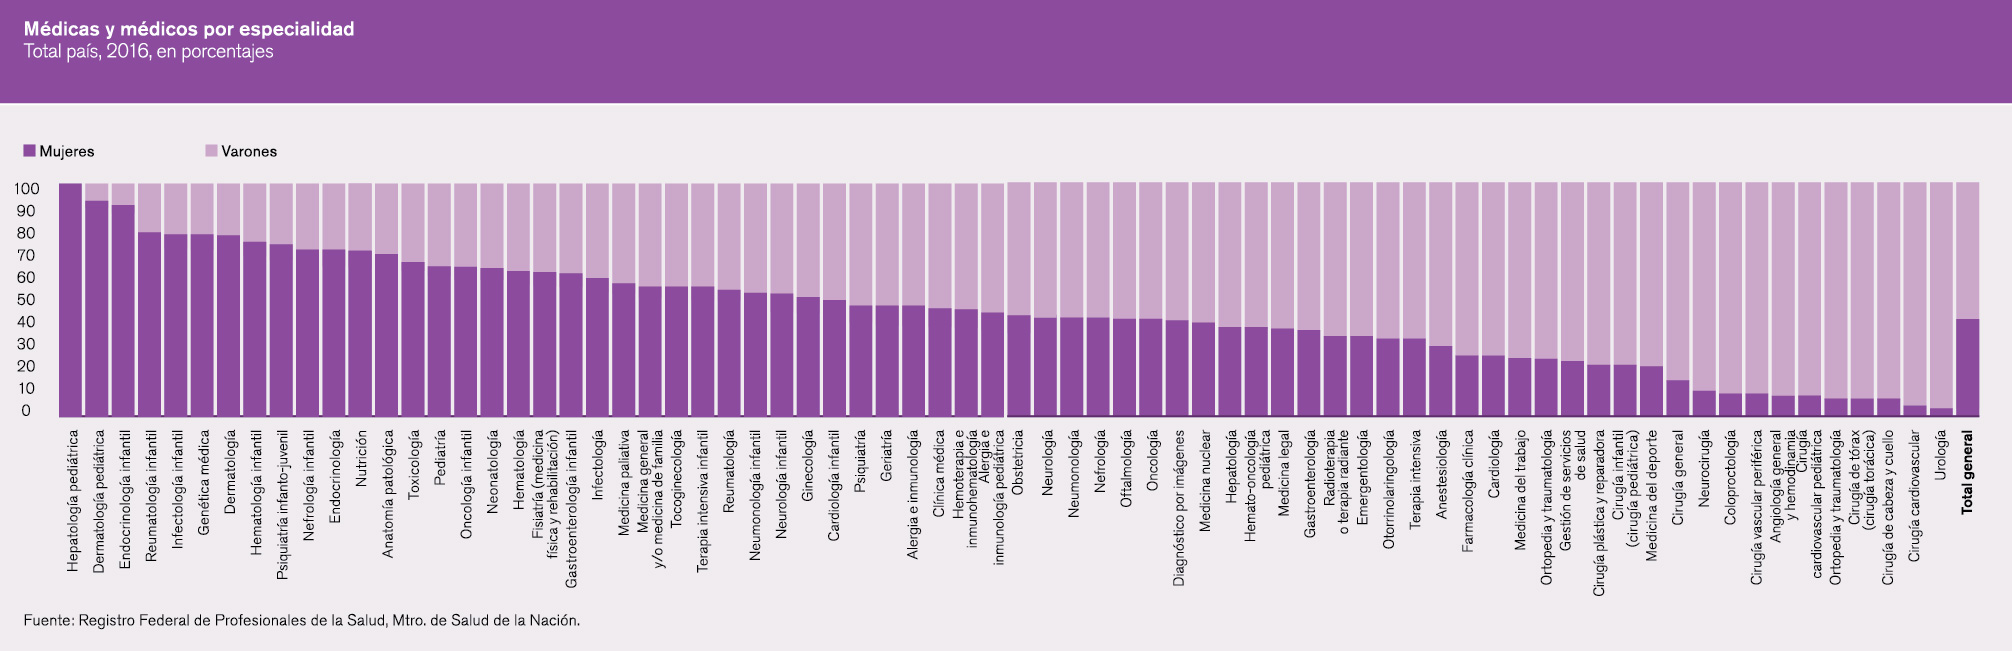 Médicas y médicos por especialidad
Total país, 2016, en porcentajes
Mujeres
Varones
100
90
80
70
60
50
40
30
20
10
0
Hepatología pediátrica
Dermatología pediátrica
Endocrinología infantil
Reumatología infantil
Infectología infantil
Genética médica
Dermatología
Hematología infantil
Psiquiatría infanto-juvenil
Nefrología infantil
Endocrinología
Nutrición
Anatomía patológica
Toxicología
Pediatría
Oncología infantil
Neonatología
Hematología
Fisiatría (medicina
física y rehabilitación)
Gastroenterología infantil
Infectología
Medicina paliativa
Medicina general
y/o medicina de familia
Tocoginecología
Terapia intensiva infantil
Reumatología
Neumonología infantil
Neurología infantil
Ginecología
Cardiología infantil
Psiquiatría
Geriatría
Alergia e inmunología
Clínica médica
Hemoterapia e
inmunohematología
Alergia e
inmunología pediátrica
Obstetricia
Neurología
Neumonología
Nefrología
Oftalmología
Oncología
Diagnóstico por imágenes
Medicina nuclear
Hepatología
Hemato-oncología
pediátrica
Medicina legal
Gastroenterología
Radioterapia
o terapia radiante
Emergentología
Otorrinolaringología
Terapia intensiva
Anestesiología
Farmacología clínica
Cardiología
Medicina del trabajo
Ortopedia y traumatología
Gestión de servicios
de salud
Cirugía plástica y reparadora
Cirugía infantil
(cirugía pediátrica)
Medicina del deporte
Cirugía general
Neurocirugía
Coloproctología
Cirugía vascular periférica
Angiología general
y hemodinamia
Cirugía
cardiovascular pediátrica
Ortopedia y traumatología
Cirugía de tórax
(cirugía torácica)
Cirugía de cabeza y cuello
Cirugía cardiovascular
Urología
Total general
Fuente: Registro Federal de Profesionales de la Salud, Mtro. de Salud de la Nación.